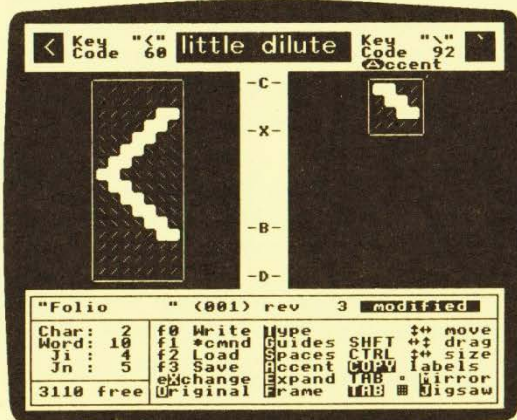 < Key "<" little dilute Key "\" `
Code 60 Code 92
Accent
-C-
-X-
-B-
-D-
"Folio " (001) rev 3 modified
Char: 2 f0 Write Type ↕↔ move
Word: 10 f1 *cmnd Guides SHFT ↔↕ drag
Ji : 4 f2 Load Spaces CTRL ↕↔ size
Jn : 5 f3 Save Accent COPY labels
eXchange Expand TAB ▫ Mirror
3110 free Original Frame TAB ▦ Jigsaw